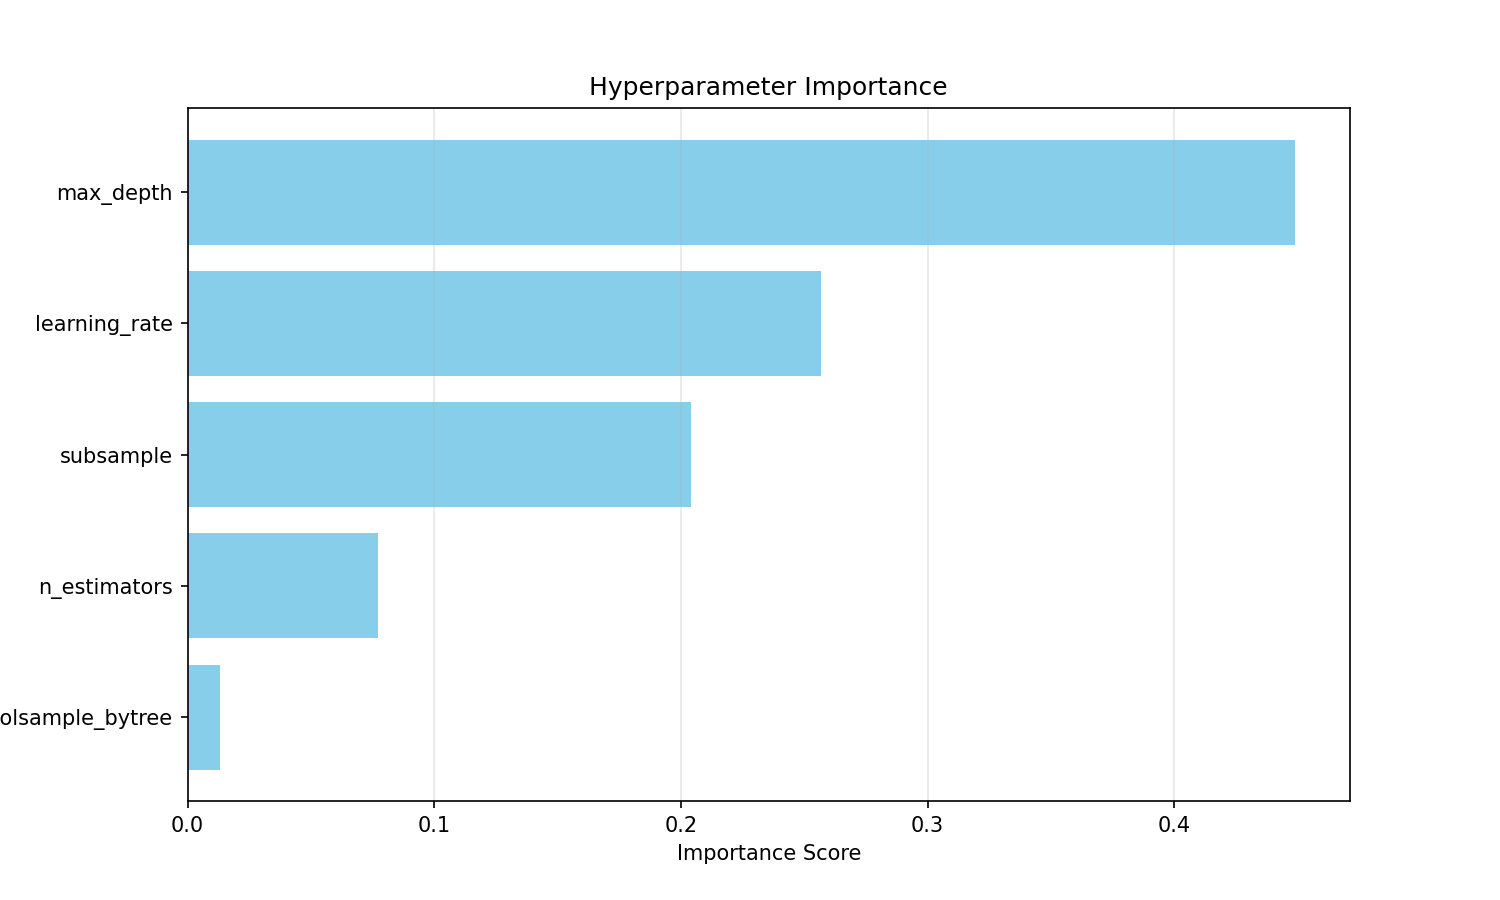 Hyperparameter Importance
max_depth
learning_rate
subsample
n_estimators
olsample_bytree
0.0 0.1 0.2 0.3 0.4
Importance Score